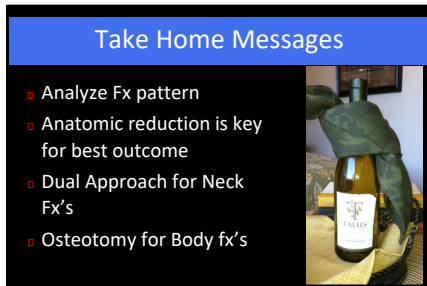 Take Home Messages
Analyze Fx pattern
Anatomic reduction is key
for best outcome
Dual Approach for Neck
Fx's
Osteotomy for Body fx's
TALUS